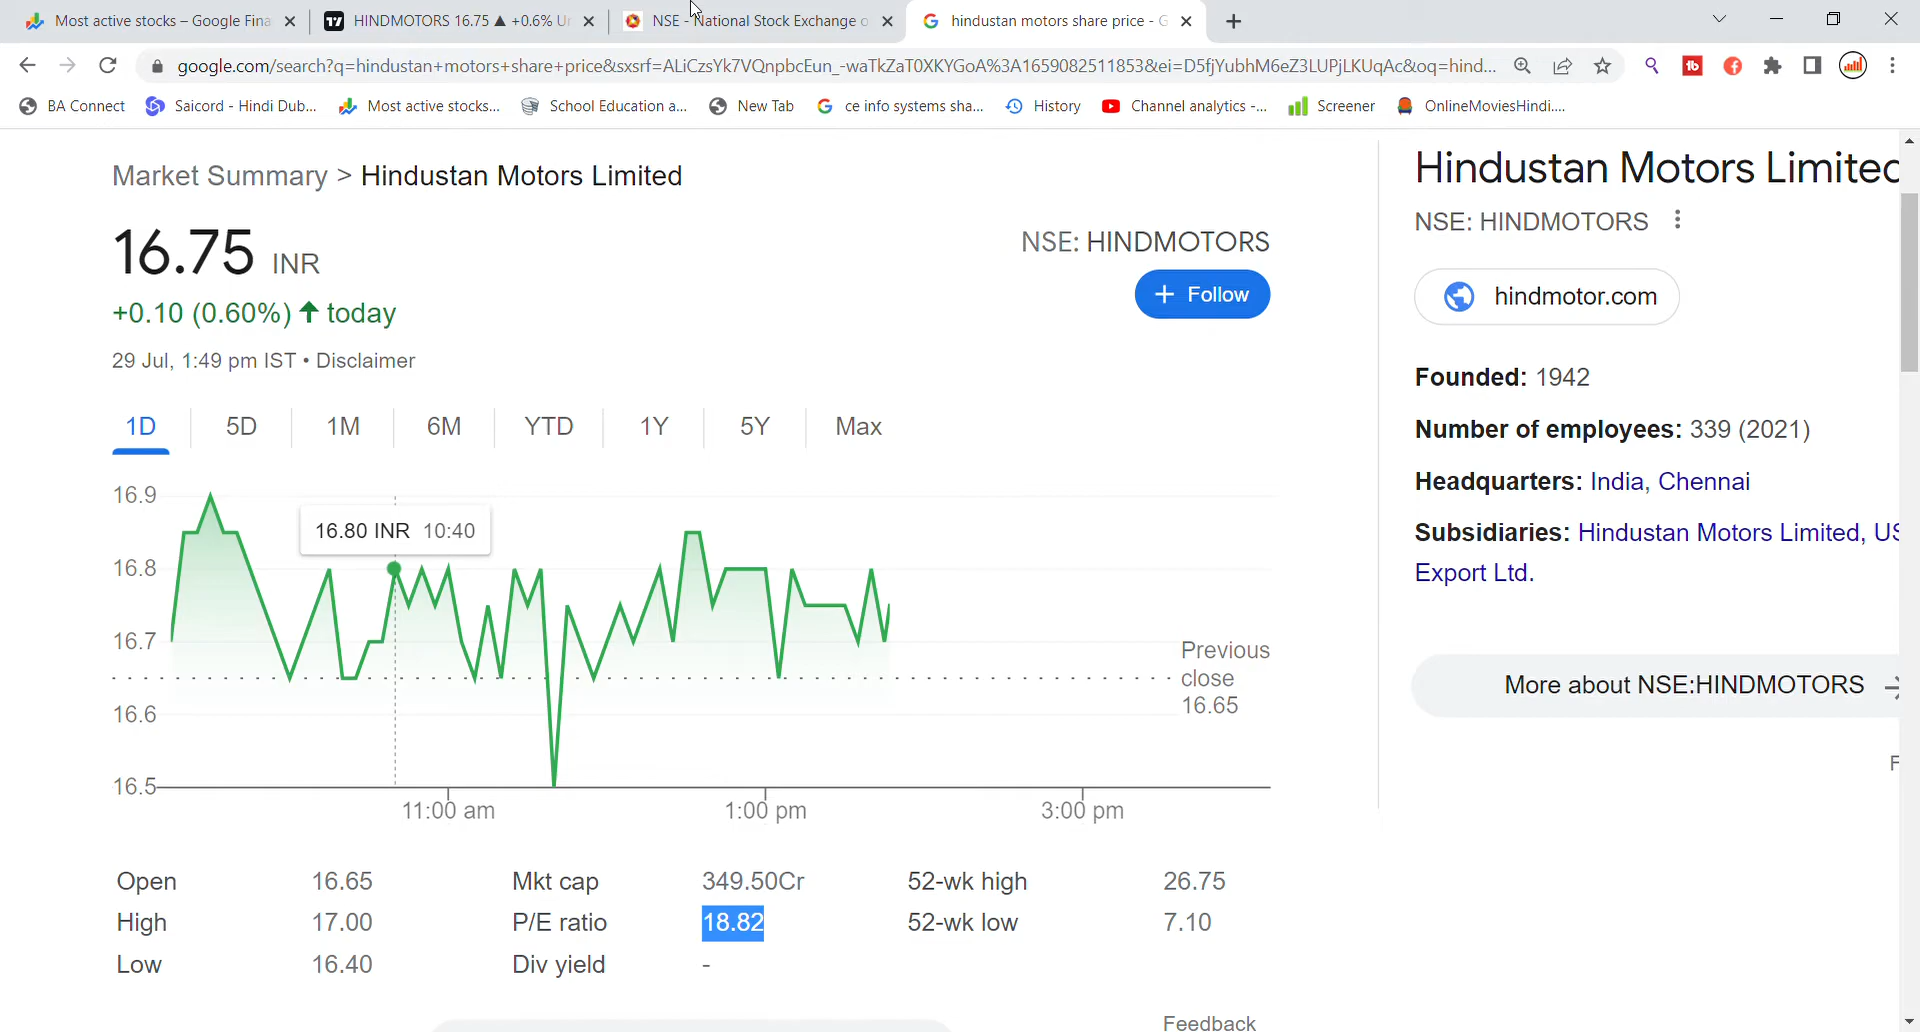 Most active stocks – Google Fina
HINDMOTORS 16.75 ▲ +0.6% Ur
NSE - National Stock Exchange o
hindustan motors share price - G
google.com/search?q=hindustan+motors+share+price&sxsrf=ALiCzsYk7VQnpbcEun_-waTkZaT0XKYGoA%3A1659082511853&ei=D5fjYubhM6eZ3LUPjLKUqAc&oq=hind...
BA Connect
Saicord - Hindi Dub...
Most active stocks...
School Education a...
New Tab
ce info systems sha...
History
Channel analytics -...
Screener
OnlineMoviesHindi....
Market Summary > Hindustan Motors Limited
16.75 INR
+0.10 (0.60%) ↑ today
29 Jul, 1:49 pm IST • Disclaimer
NSE: HINDMOTORS
+ Follow
1D 5D 1M 6M YTD 1Y 5Y Max
16.9
16.80 INR 10:40
16.8
16.7
16.6
16.5
Previous
close
16.65
11:00 am 1:00 pm 3:00 pm
Open 16.65 Mkt cap 349.50Cr 52-wk high 26.75
High 17.00 P/E ratio 18.82 52-wk low 7.10
Low 16.40 Div yield -
Feedback
Hindustan Motors Limited
NSE: HINDMOTORS
hindmotor.com
Founded: 1942
Number of employees: 339 (2021)
Headquarters: India, Chennai
Subsidiaries: Hindustan Motors Limited, US
Export Ltd.
More about NSE:HINDMOTORS →
F